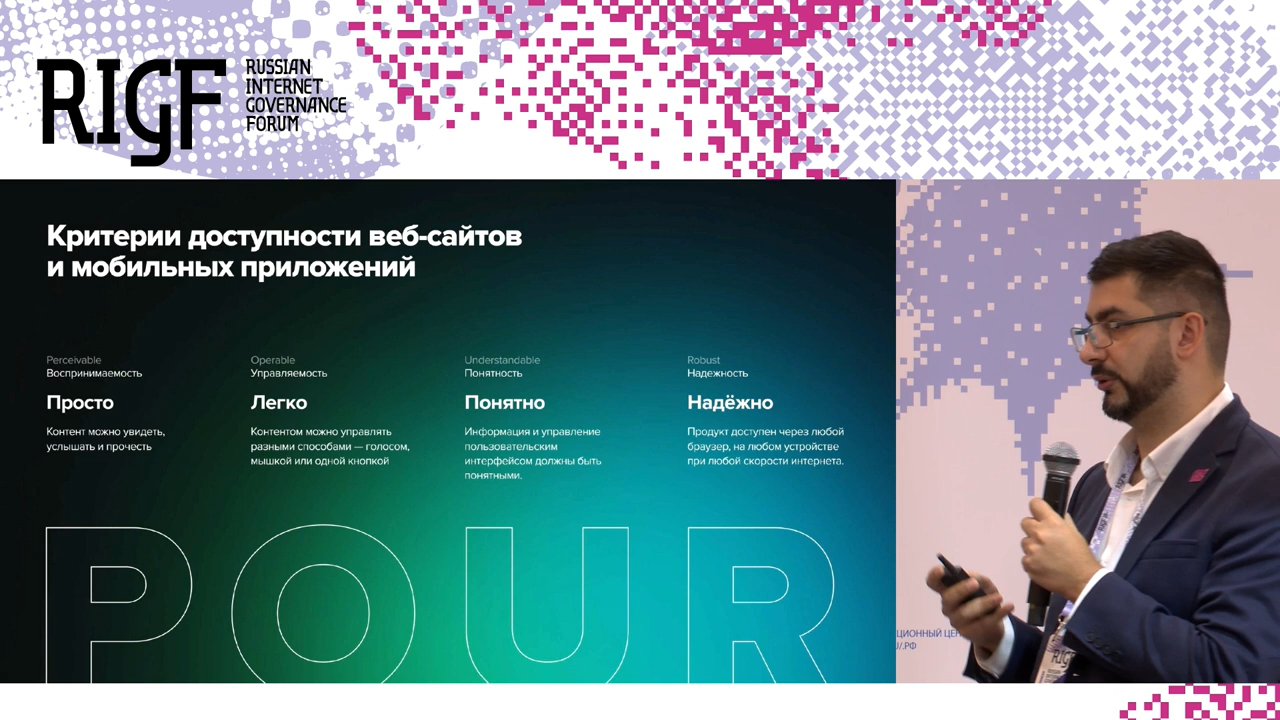 RIGF
RUSSIAN
INTERNET
GOVERNANCE
FORUM
Критерии доступности веб-сайтов
и мобильных приложений
Perceivable
Воспринимаемость
Просто
Контент можно увидеть,
услышать и прочесть
Operable
Управляемость
Легко
Контентом можно управлять
разными способами — голосом,
мышкой или одной кнопкой
Understandable
Понятность
Понятно
Информация и управление
пользовательским
интерфейсом должны быть
понятными.
Robust
Надежность
Надёжно
Продукт доступен через любой
браузер, на любом устройстве
при любой скорости интернета.
POUR
.РФ
RIGF